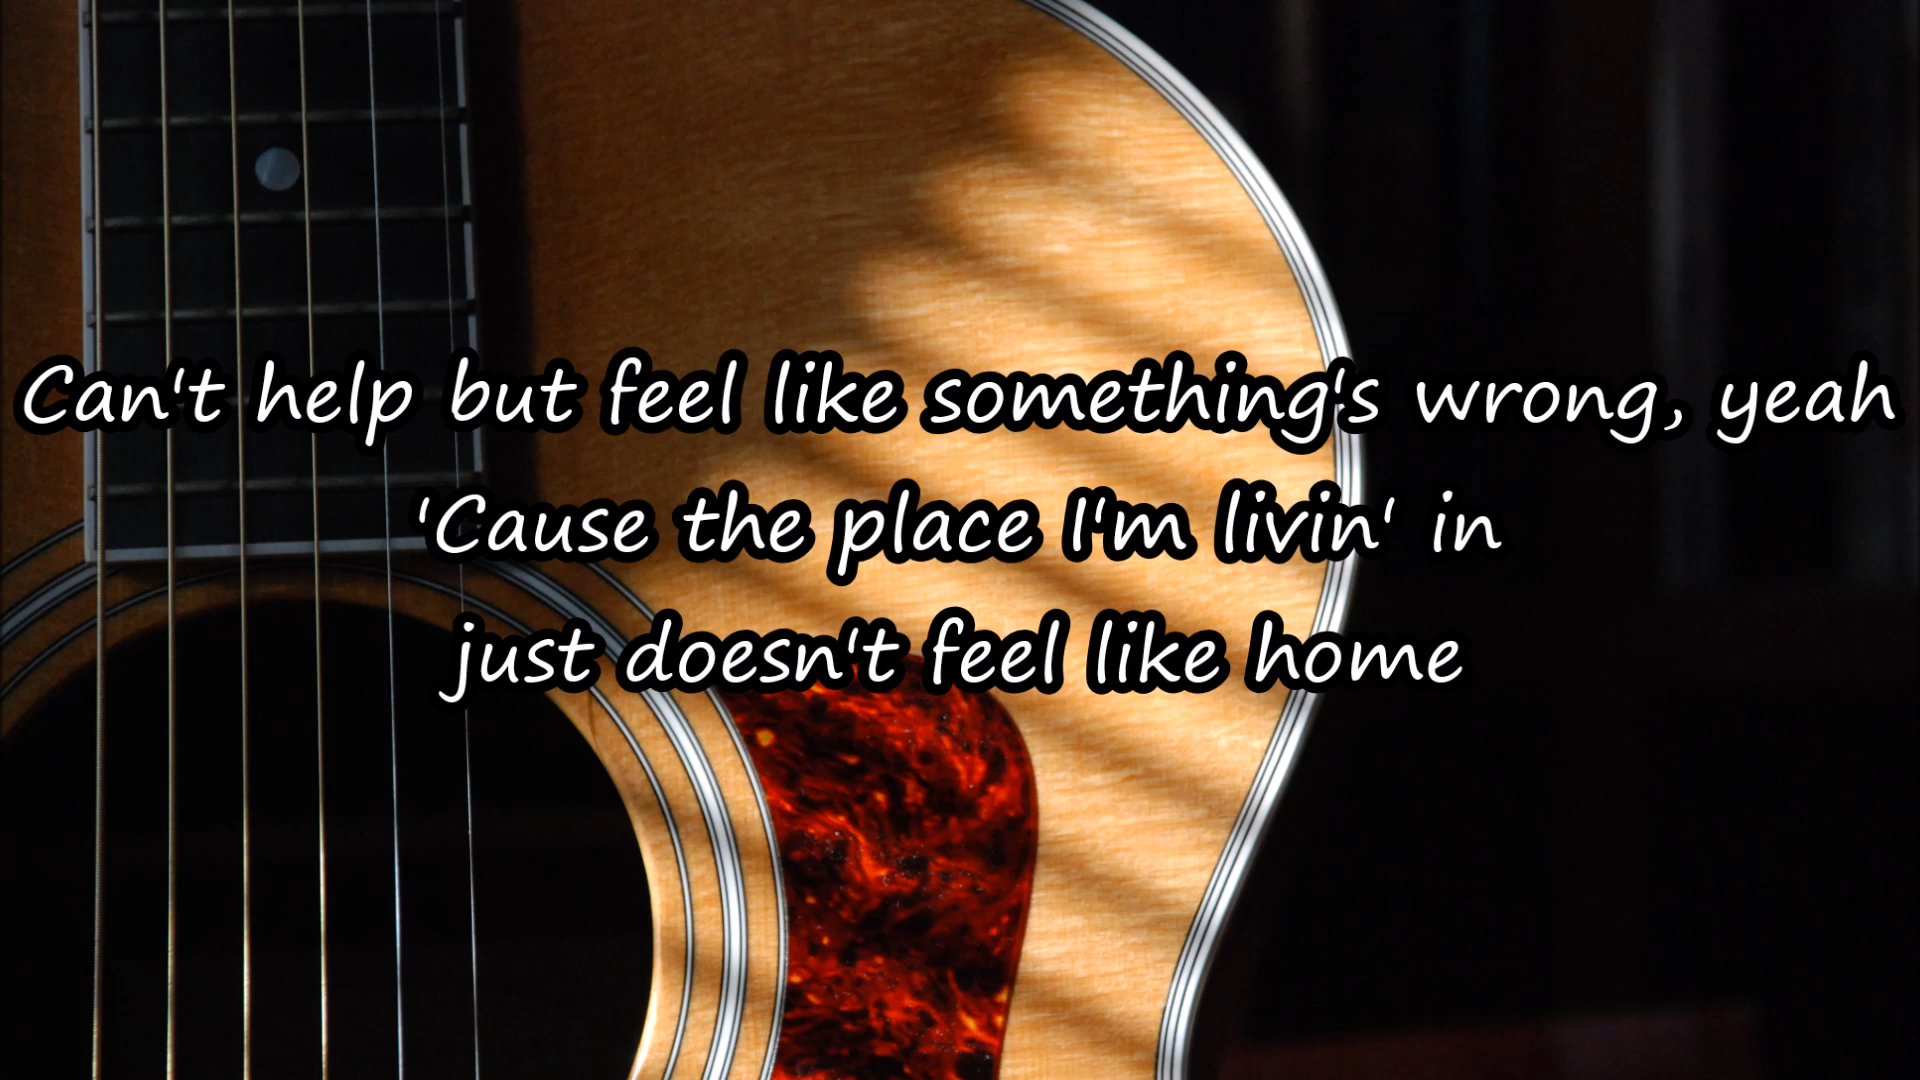 Can't help but feel like something's wrong, yeah
'Cause the place I'm livin' in
just doesn't feel like home